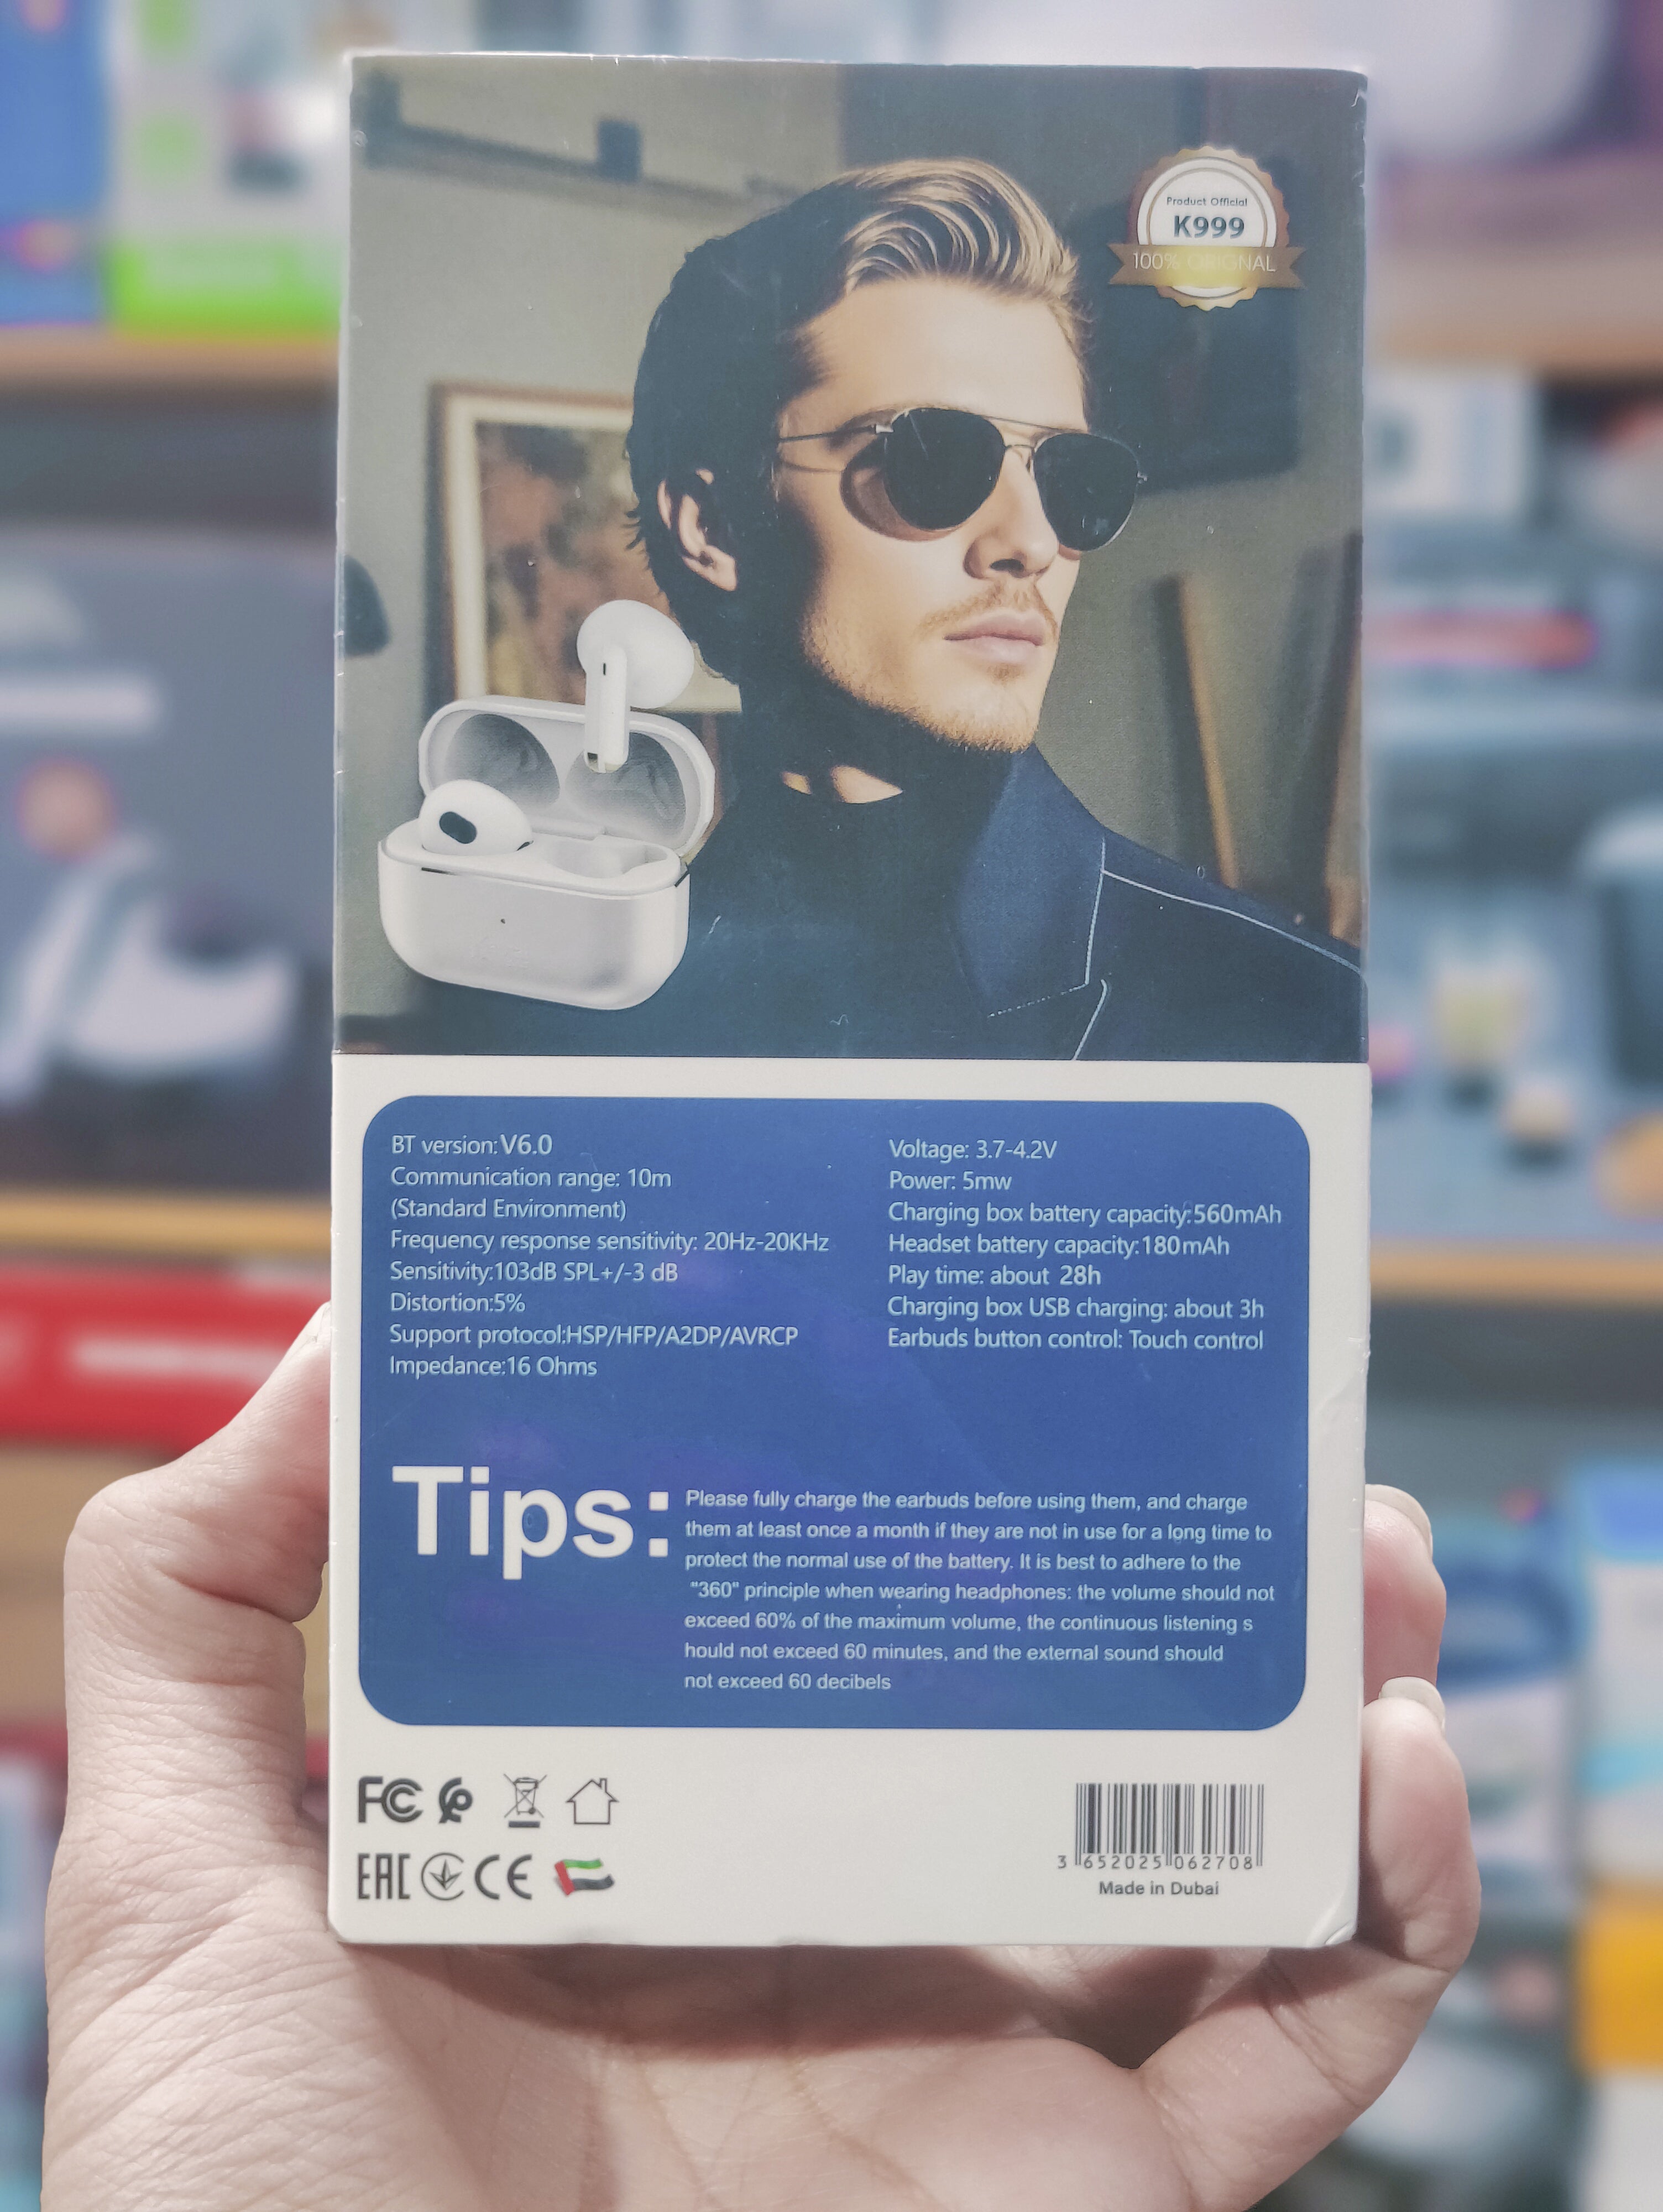 Product Official
K999
100% ORIGNAL
BT version:V6.0
Communication range: 10m
(Standard Environment)
Frequency response sensitivity: 20Hz-20KHz
Sensitivity:103dB SPL+/-3 dB
Distortion:5%
Support protocol:HSP/HFP/A2DP/AVRCP
Impedance:16 Ohms
Voltage: 3.7-4.2V
Power: 5mw
Charging box battery capacity:560mAh
Headset battery capacity:180mAh
Play time: about 28h
Charging box USB charging: about 3h
Earbuds button control: Touch control
Tips:
Please fully charge the earbuds before using them, and charge
them at least once a month if they are not in use for a long time to
protect the normal use of the battery. It is best to adhere to the
"360" principle when wearing headphones: the volume should not
exceed 60% of the maximum volume, the continuous listening s
hould not exceed 60 minutes, and the external sound should
not exceed 60 decibels
FC
EAC CE
3 652025 062708
Made in Dubai